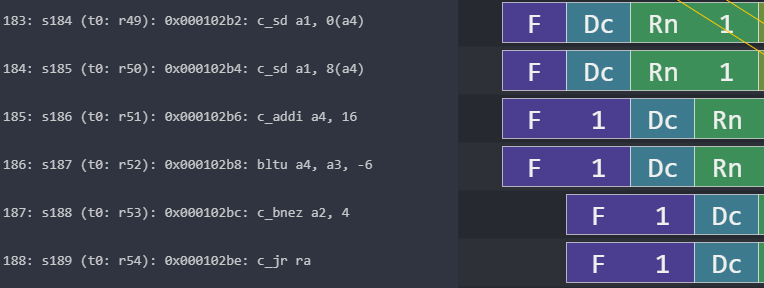 183: s184 (t0: r49): 0x000102b2: c_sd a1, 0(a4) F Dc Rn 1
184: s185 (t0: r50): 0x000102b4: c_sd a1, 8(a4) F Dc Rn 1
185: s186 (t0: r51): 0x000102b6: c_addi a4, 16 F 1 Dc Rn
186: s187 (t0: r52): 0x000102b8: bltu a4, a3, -6 F 1 Dc Rn
187: s188 (t0: r53): 0x000102bc: c_bnez a2, 4 F 1 Dc
188: s189 (t0: r54): 0x000102be: c_jr ra F 1 Dc